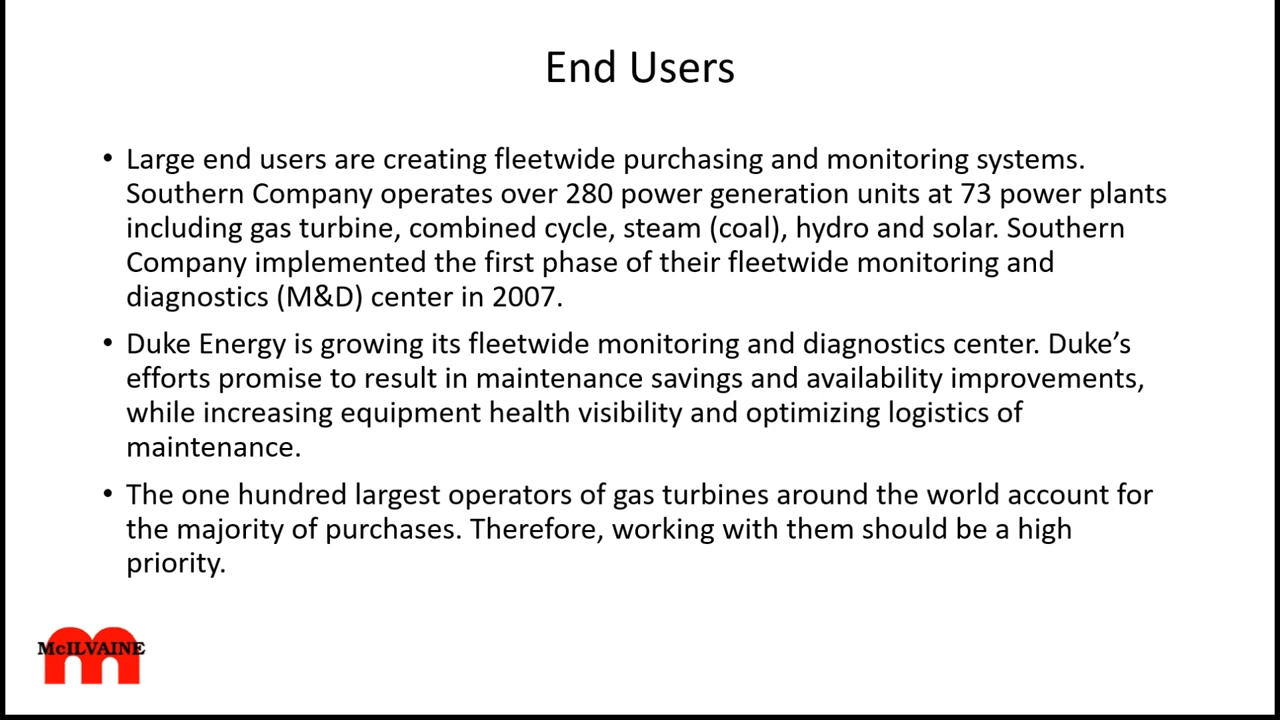 End Users
• Large end users are creating fleetwide purchasing and monitoring systems.
Southern Company operates over 280 power generation units at 73 power plants
including gas turbine, combined cycle, steam (coal), hydro and solar. Southern
Company implemented the first phase of their fleetwide monitoring and
diagnostics (M&D) center in 2007.
• Duke Energy is growing its fleetwide monitoring and diagnostics center. Duke’s
efforts promise to result in maintenance savings and availability improvements,
while increasing equipment health visibility and optimizing logistics of
maintenance.
• The one hundred largest operators of gas turbines around the world account for
the majority of purchases. Therefore, working with them should be a high
priority.
McILVAINE